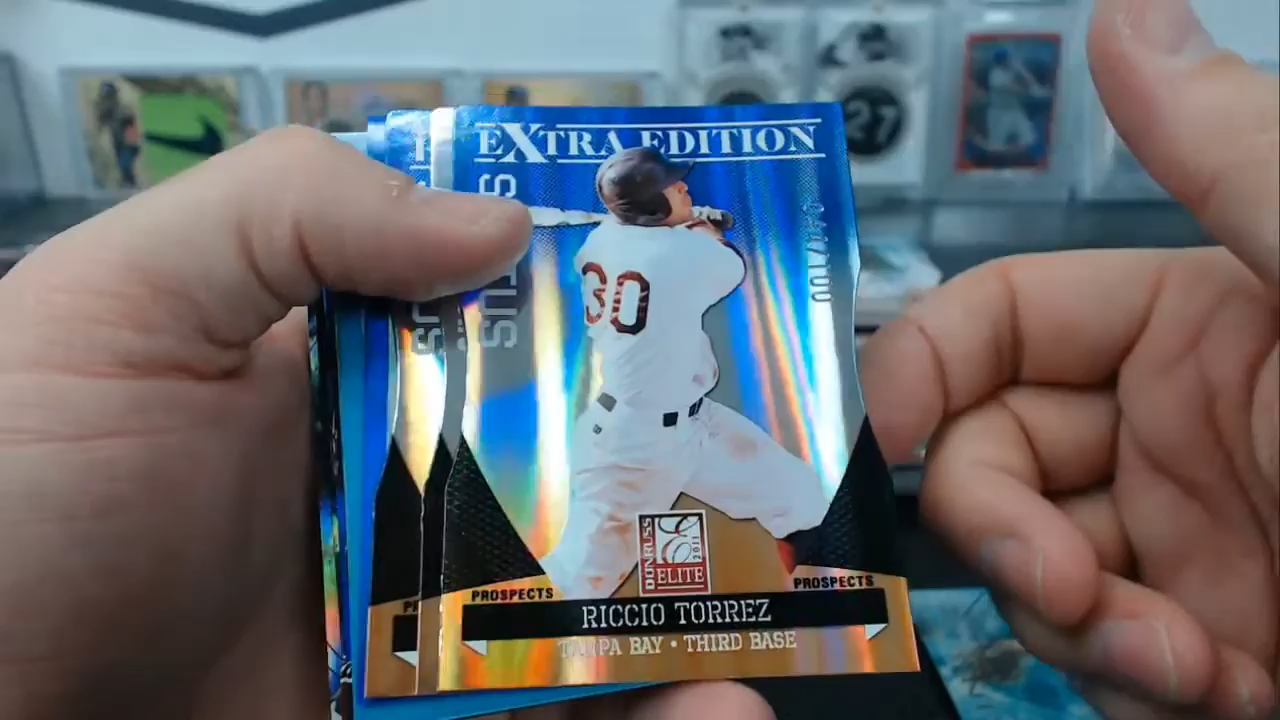 EXTRA EDITION
30
DONRUSS
2011
ELITE
PROSPECTS
PROSPECTS
RICCIO TORREZ
TAMPA BAY • THIRD BASE
27